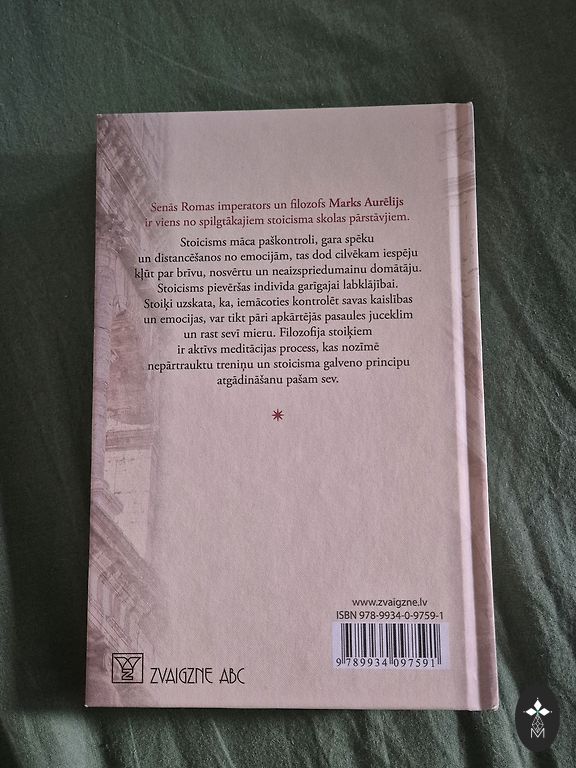 Senās Romas imperators un filozofs Marks Aurēlijs
ir viens no spilgtākajiem stoicisma skolas pārstāvjiem.
Stoicisms māca paškontroli, gara spēku
un distancēšanos no emocijām, tas dod cilvēkam iespēju
kļūt par brīvu, nosvērtu un neaizspriedumainu domātāju.
Stoicisms pievēršas indivīda garīgajai labklājībai.
Stoiķi uzskata, ka, iemācoties kontrolēt savas kaislības
un emocijas, var tikt pāri apkārtējās pasaules juceklim
un rast sevī mieru. Filozofija stoiķiem
ir aktīvs meditācijas process, kas nozīmē
nepārtrauktu treniņu un stoicisma galveno principu
atgādināšanu pašam sev.
www.zvaigzne.lv
ISBN 978-9934-0-9759-1
9 789934 097591
ZVAIGZNE ABC
M